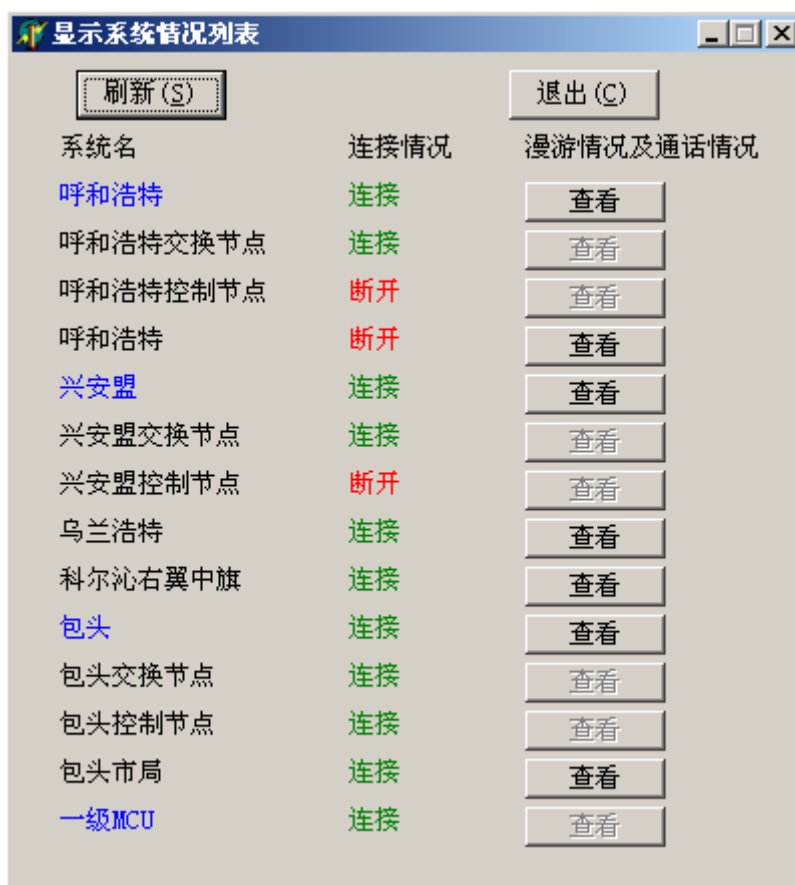 显示系统情况列表
刷新(S) 退出(C)
系统名 连接情况 漫游情况及通话情况
呼和浩特 连接 查看
呼和浩特交换节点 连接 查看
呼和浩特控制节点 断开 查看
呼和浩特 断开 查看
兴安盟 连接 查看
兴安盟交换节点 连接 查看
兴安盟控制节点 断开 查看
乌兰浩特 连接 查看
科尔沁右翼中旗 连接 查看
包头 连接 查看
包头交换节点 连接 查看
包头控制节点 连接 查看
包头市局 连接 查看
一级MCU 连接 查看